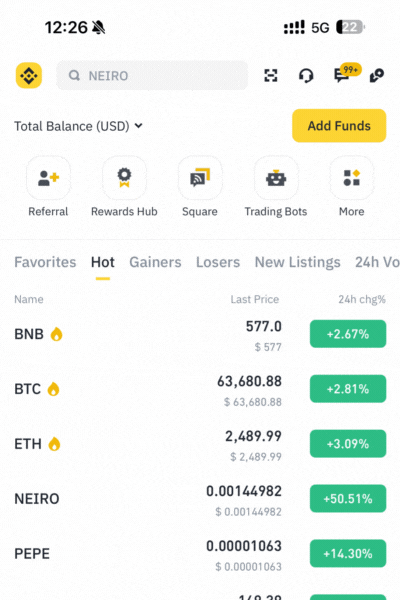 12:26 5G 22
NEIRO 99+
Total Balance (USD) Add Funds
Referral Rewards Hub Square Trading Bots More
Favorites Hot Gainers Losers New Listings 24h Vo
Name Last Price 24h chg%
BNB 577.0 +2.67%
$ 577
BTC 63,680.88 +2.81%
$ 63,680.88
ETH 2,489.99 +3.09%
$ 2,489.99
NEIRO 0.00144982 +50.51%
$ 0.00144982
PEPE 0.00001063 +14.30%
$ 0.00001063